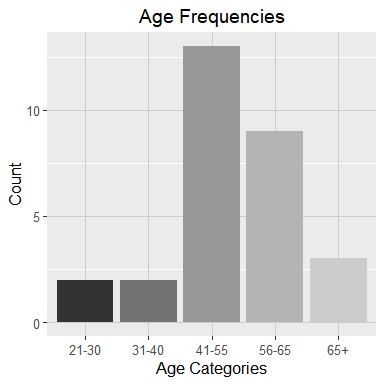 Age Frequencies
Count
10
5
0
21-30 31-40 41-55 56-65 65+
Age Categories